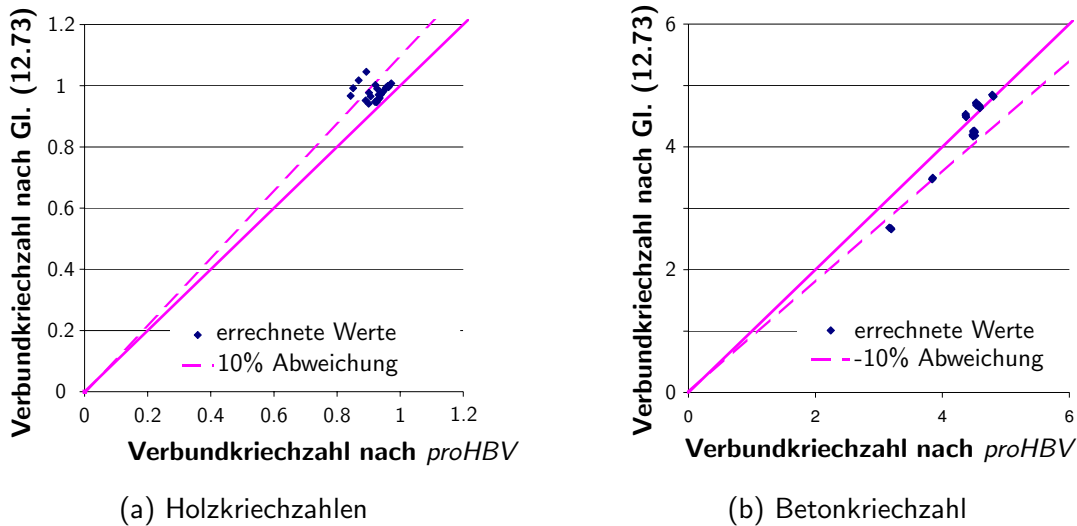 Verbundkriechzahl nach Gl. (12.73)
1.2
1
0.8
0.6
0.4
0.2
0
errechnete Werte
10% Abweichung
0 0.2 0.4 0.6 0.8 1 1.2
Verbundkriechzahl nach proHBV
(a) Holzkriechzahlen
Verbundkriechzahl nach Gl. (12.73)
6
5
4
3
2
1
0
errechnete Werte
-10% Abweichung
0 2 4 6
Verbundkriechzahl nach proHBV
(b) Betonkriechzahl